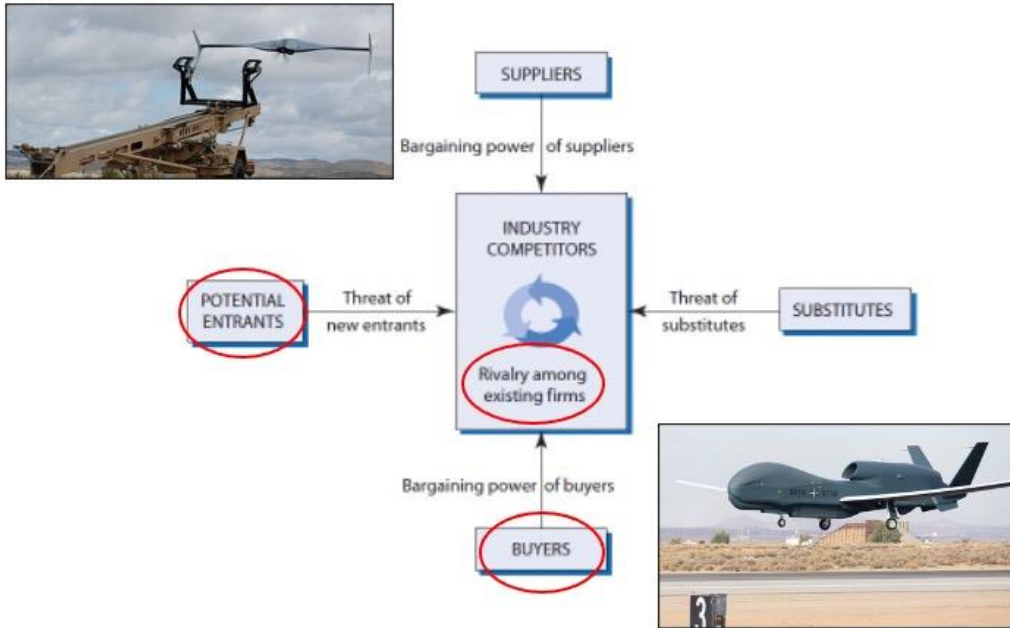 SUPPLIERS
Bargaining power of suppliers
INDUSTRY
COMPETITORS
POTENTIAL
ENTRANTS
Threat of
new entrants
Threat of
substitutes
SUBSTITUTES
Rivalry among
existing firms
Bargaining power of buyers
BUYERS
3